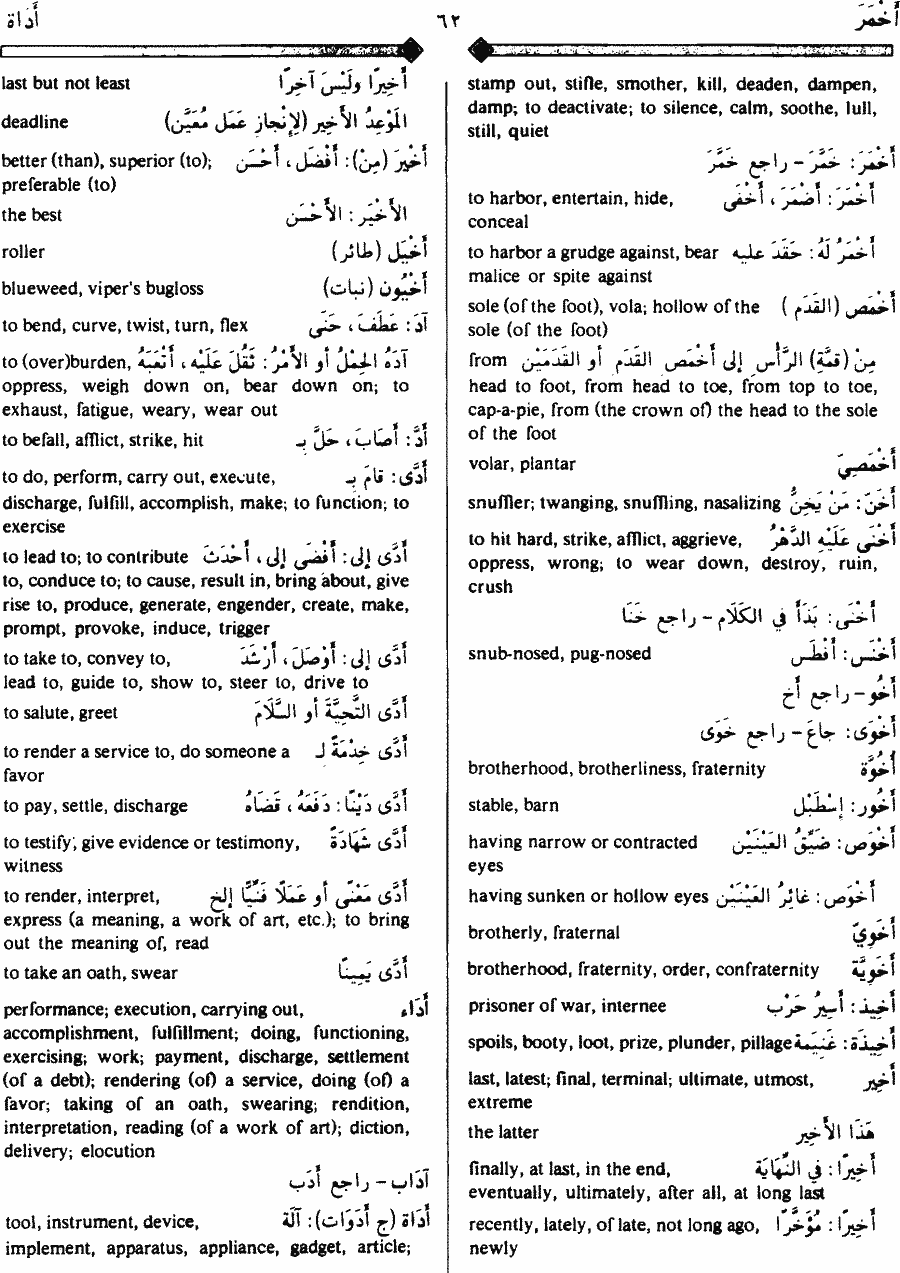 أَخْمَرَ ٦٢ أَدَاة
stamp out, stifle, smother, kill, deaden, dampen,
damp; to deactivate; to silence, calm, soothe, lull,
still, quiet
أَخْمَرَ: خَمَّرَ - راجع خَمَّرَ
to harbor, entertain, hide, أَخْمَرَ: أَضْمَرَ، أَخْفَى
conceal
to harbor a grudge against, bear أَخْمَرَ لَهُ: حَقَدَ عليه
malice or spite against
sole (of the foot), vola; hollow of the أَخْمَص (القَدَم)
sole (of the foot)
from مِنْ (قِمَّةِ) الرَّأْسِ إلى أَخْمَصِ القَدَمِ أو القَدَمَيْن
head to foot, from head to toe, from top to toe,
cap-a-pie, from (the crown of) the head to the sole
of the foot
volar, plantar أَخْمَصِيّ
snuffler; twanging, snuffling, nasalizing أَخَنّ: مَنْ يَخِنّ
to hit hard, strike, afflict, aggrieve, أَخْنَى عَلَيْهِ الدَّهْرُ
oppress, wrong; to wear down, destroy, ruin,
crush
أَخْنَى: بَذَأَ في الكَلَام - راجع خَنَا
snub-nosed, pug-nosed أَخْنَس: أَفْطَس
أَخُو - راجع أخ
أَخْوَى: جاعَ - راجع خَوَى
brotherhood, brotherliness, fraternity أُخُوَّة
stable, barn أَخُور: إِسْطَبْل
having narrow or contracted أَخْوَص: ضَيِّقُ العَيْنَيْن
eyes
having sunken or hollow eyes أَخْوَص: غَائِرُ العَيْنَيْن
brotherly, fraternal أَخَوِيّ
brotherhood, fraternity, order, confraternity أَخَوِيَّة
prisoner of war, internee أَخِيذ: أَسِيرُ حَرْب
spoils, booty, loot, prize, plunder, pillage أَخِيذَة: غَنِيمَة
last, latest; final, terminal; ultimate, utmost, أَخِير
extreme
the latter هَذَا الأَخِير
finally, at last, in the end, أَخِيرًا: في النِّهَايَة
eventually, ultimately, after all, at long last
recently, lately, of late, not long ago, أَخِيرًا: مُؤَخَّرًا
newly
last but not least أَخِيرًا وَلَيْسَ آخِرًا
deadline المَوْعِدُ الأَخِير (لإِنْجَازِ عَمَلٍ مُعَيَّن)
better (than), superior (to); أَخْيَرُ (مِنْ): أَفْضَل، أَحْسَن
preferable (to)
the best الأَخْيَر: الأَحْسَن
roller أَخْيَل (طائر)
blueweed, viper's bugloss أَخْيُون (نبات)
to bend, curve, twist, turn, flex آدَ: عَطَفَ، حَنَى
to (over)burden, آدَهُ الحِمْلُ أو الأَمْرُ: ثَقُلَ عَلَيْهِ، أَتْعَبَهُ
oppress, weigh down on, bear down on; to
exhaust, fatigue, weary, wear out
to befall, afflict, strike, hit أَدَّ: أَصَابَ، حَلَّ بِـ
to do, perform, carry out, execute, أَدَّى: قَامَ بِـ
discharge, fulfill, accomplish, make; to function; to
exercise
to lead to; to contribute أَدَّى إلى: أَفْضَى إلى، أَحْدَثَ
to, conduce to; to cause, result in, bring about, give
rise to, produce, generate, engender, create, make,
prompt, provoke, induce, trigger
to take to, convey to, أَدَّى إلى: أَوْصَلَ، أَرْشَدَ
lead to, guide to, show to, steer to, drive to
to salute, greet أَدَّى التَّحِيَّةَ أو السَّلَامَ
to render a service to, do someone a أَدَّى خِدْمَةً لِـ
favor
to pay, settle, discharge أَدَّى دَيْنًا: دَفَعَهُ، قَضَاهُ
to testify, give evidence or testimony, أَدَّى شَهَادَةً
witness
to render, interpret, أَدَّى مَعْنًى أو عَمَلًا فَنِّيًّا إلخ
express (a meaning, a work of art, etc.); to bring
out the meaning of, read
to take an oath, swear أَدَّى يَمِينًا
performance; execution, carrying out, أَدَاء
accomplishment, fulfillment; doing, functioning,
exercising; work; payment, discharge, settlement
(of a debt); rendering (of) a service, doing (of) a
favor; taking of an oath, swearing; rendition,
interpretation, reading (of a work of art); diction,
delivery; elocution
آدَاب - راجع أَدَب
tool, instrument, device, أَدَاة (ج أَدَوَات): آلَة
implement, apparatus, appliance, gadget, article;